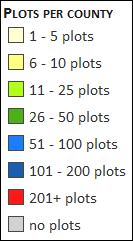 PLOTS PER COUNTY
1 - 5 plots
6 - 10 plots
11 - 25 plots
26 - 50 plots
51 - 100 plots
101 - 200 plots
201+ plots
no plots